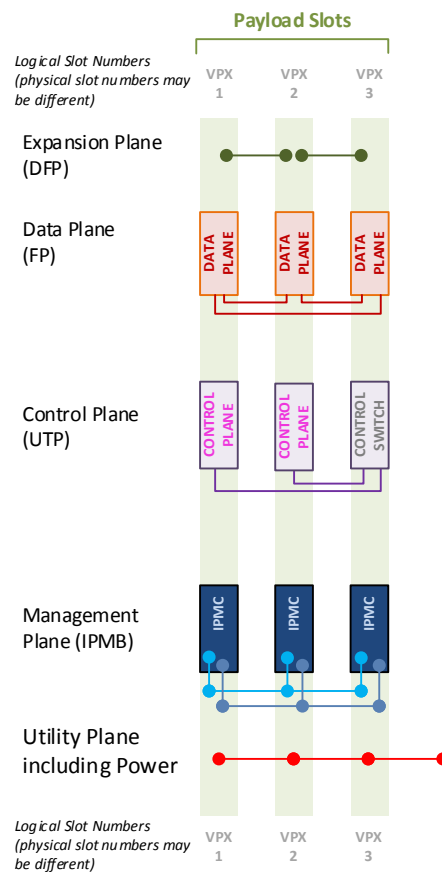 Payload Slots
Logical Slot Numbers
(physical slot numbers may
be different)
VPX
1
VPX
2
VPX
3
Expansion Plane
(DFP)
Data Plane
(FP)
DATA
PLANE
DATA
PLANE
DATA
PLANE
Control Plane
(UTP)
CONTROL
PLANE
CONTROL
PLANE
CONTROL
SWITCH
Management
Plane (IPMB)
IPMC
IPMC
IPMC
Utility Plane
including Power
Logical Slot Numbers
(physical slot numbers may
be different)
VPX
1
VPX
2
VPX
3